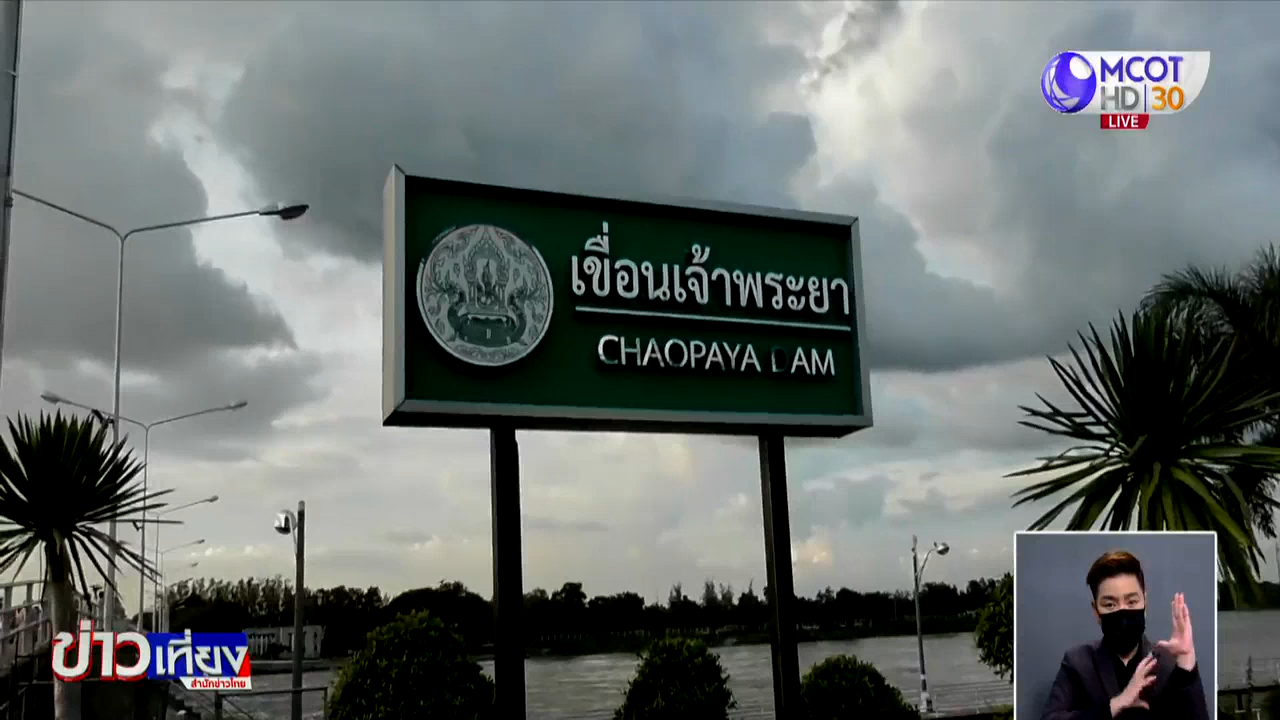 MCOT
HD 30
LIVE
เขื่อนเจ้าพระยา
CHAOPAYA DAM
ข่าวเที่ยง
สำนักข่าวไทย